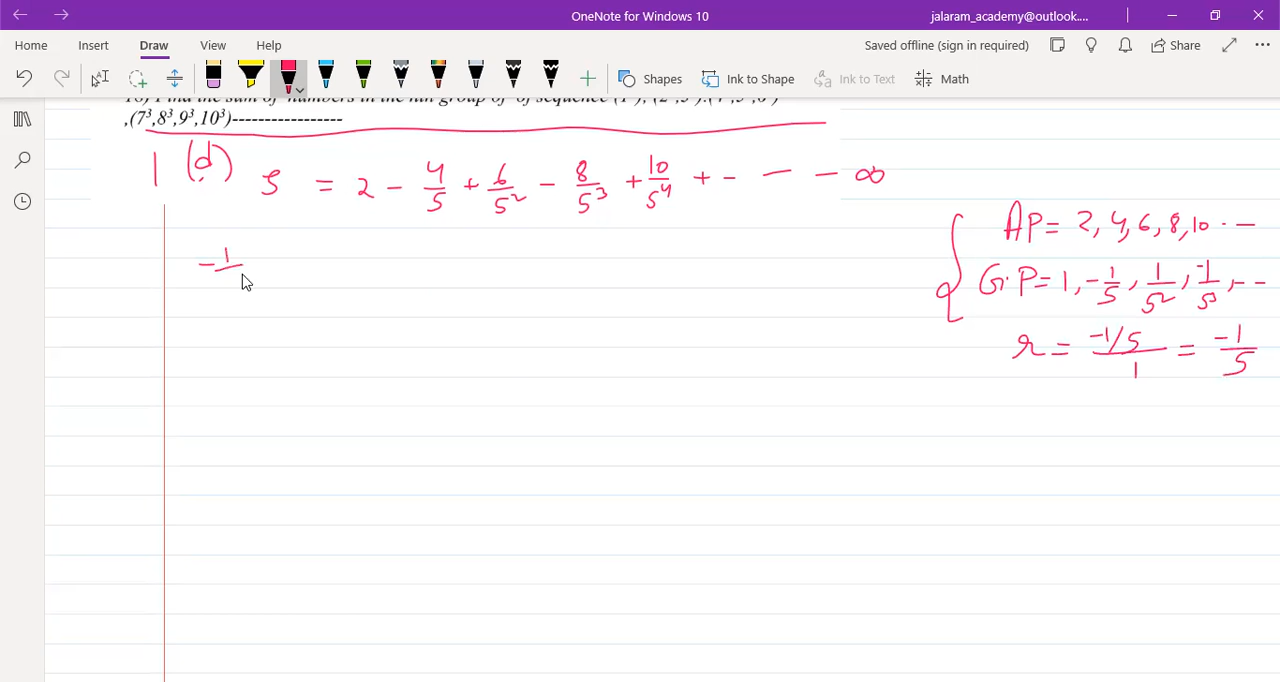 OneNote for Windows 10
jalaram_academy@outlook....
Home Insert Draw View Help
Saved offline (sign in required) Share
Shapes Ink to Shape Ink to Text Math
,(7³,8³,9³,10³)-----------------
1 (d) S = 2 - 4/5 + 6/5² - 8/5³ + 10/5⁴ + - — - ∞
AP = 2, 4, 6, 8, 10 · - —
G.P = 1, -1/5, 1/5², -1/5³, - -
r = (-1/5)/1 = -1/5
-1/